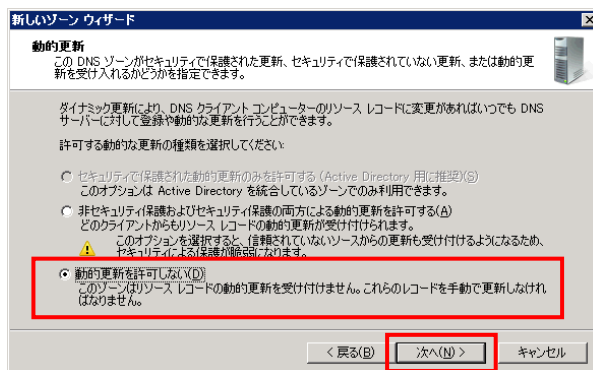 新しいゾーン ウィザード
動的更新
この DNS ゾーンがセキュリティで保護された更新、セキュリティで保護されていない更新、または動的更
新を受け入れるかどうかを指定できます。
ダイナミック更新により、DNS クライアント コンピューターのリソース レコードに変更があればいつでも DNS
サーバーに対して登録や動的な更新を行うことができます。
許可する動的な更新の種類を選択してください:
セキュリティで保護された動的更新のみを許可する (Active Directory 用に推奨)(S)
このオプションは Active Directory を統合しているゾーンでのみ利用できます。
非セキュリティ保護およびセキュリティ保護の両方による動的更新を許可する(A)
どのクライアントからもリソース レコードの動的更新が受け付けられます。
このオプションを選択すると、信頼されていないソースからの更新も受け付けるようになるため、
セキュリティによる保護が脆弱になります。
動的更新を許可しない(D)
このゾーンはリソース レコードの動的更新を受け付けません。これらのレコードを手動で更新しなけれ
ばなりません。
< 戻る(B) 次へ(N) > キャンセル